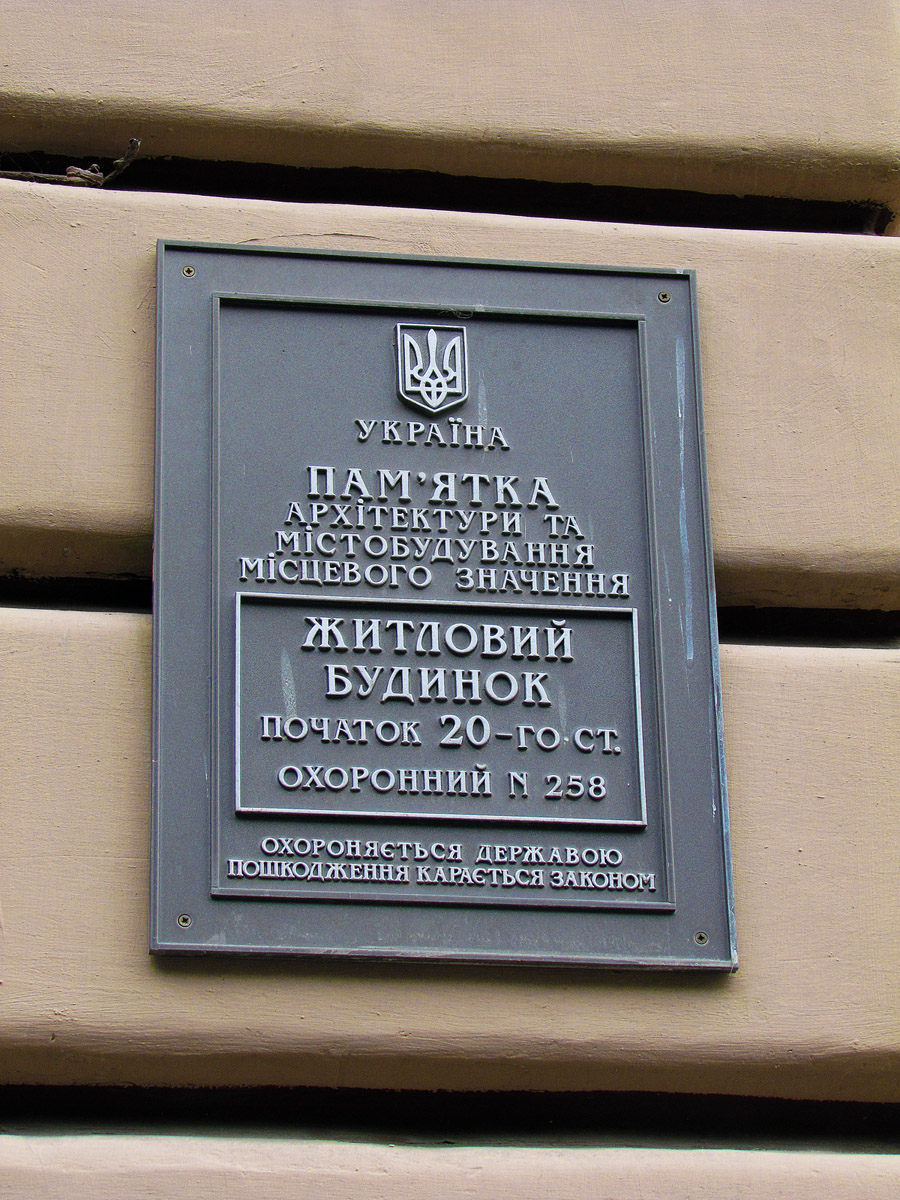 УКРАЇНА
ПАМ’ЯТКА
АРХІТЕКТУРИ ТА
МІСТОБУДУВАННЯ
МІСЦЕВОГО ЗНАЧЕННЯ
ЖИТЛОВИЙ
БУДИНОК
ПОЧАТОК 20-ГО СТ.
ОХОРОННИЙ N 258
ОХОРОНЯЄТЬСЯ ДЕРЖАВОЮ
ПОШКОДЖЕННЯ КАРАЄТЬСЯ ЗАКОНОМ